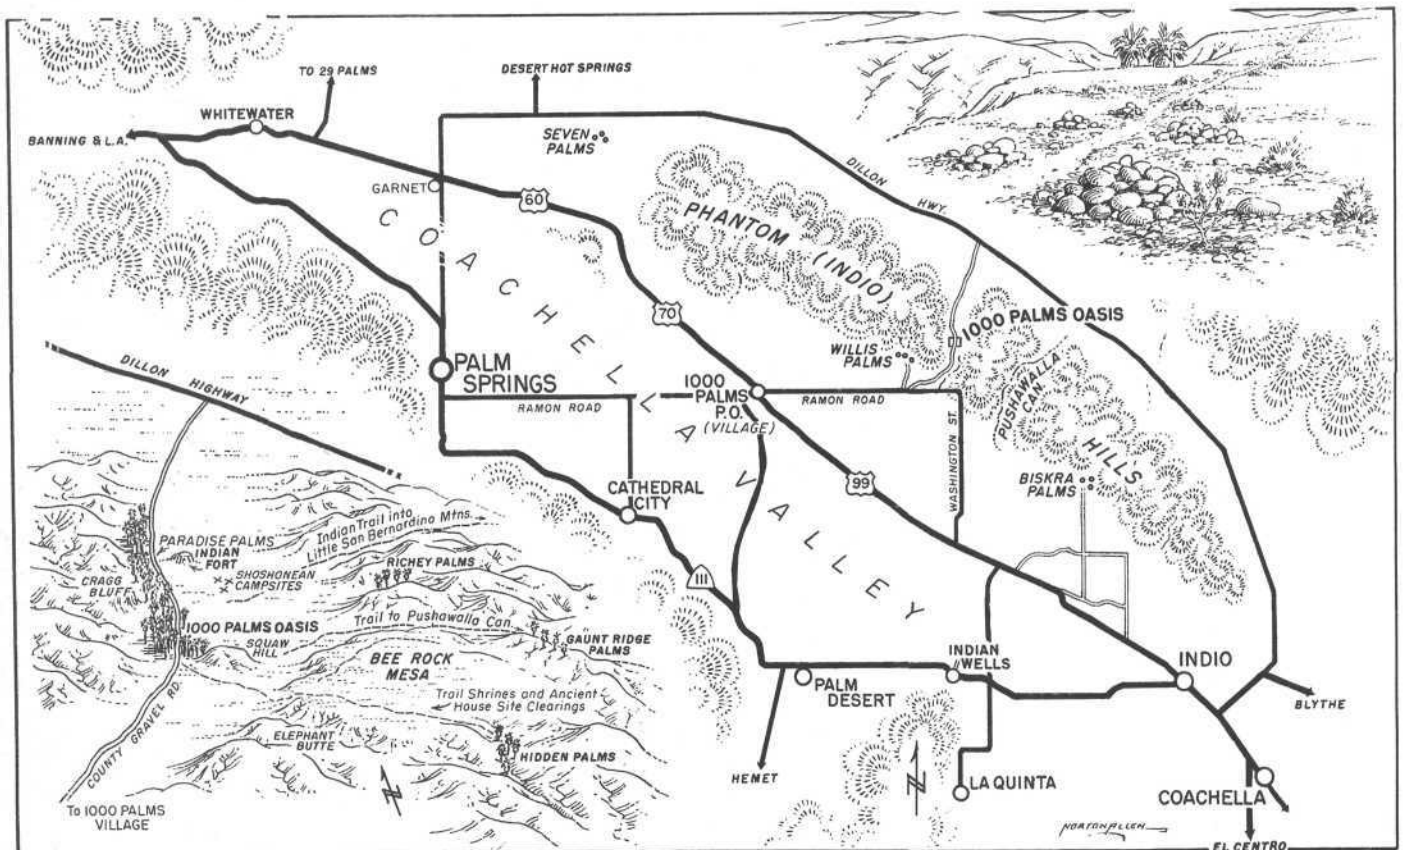 TO 29 PALMS
DESERT HOT SPRINGS
WHITEWATER
BANNING & L.A.
SEVEN
PALMS
GARNET
60
DILLON
HWY.
COACHELLA VALLEY
PHANTOM (INDIO)
HILLS
70
1000 PALMS OASIS
WILLIS
PALMS
PUSHAWALLA
CAN.
PALM
SPRINGS
1000
PALMS
P.O.
(VILLAGE)
RAMON ROAD
RAMON ROAD
WASHINGTON ST.
99
BISKRA
PALMS
CATHEDRAL
CITY
111
INDIAN
WELLS
INDIO
PALM
DESERT
BLYTHE
HEMET
N
LA QUINTA
COACHELLA
EL CENTRO
NORTON ALLEN
DILLON HIGHWAY
Indian Trail into
Little San Bernardino Mtns.
PARADISE PALMS
INDIAN
FORT
SHOSHONEAN
CAMPSITES
RICHEY PALMS
CRAGG
BLUFF
1000 PALMS OASIS
SQUAW
HILL
Trail to Pushawalla Can.
GAUNT RIDGE
PALMS
BEE ROCK
MESA
Trail Shrines and Ancient
House Site Clearings
ELEPHANT
BUTTE
HIDDEN PALMS
COUNTY GRAVEL RD.
N
To 1000 PALMS
VILLAGE